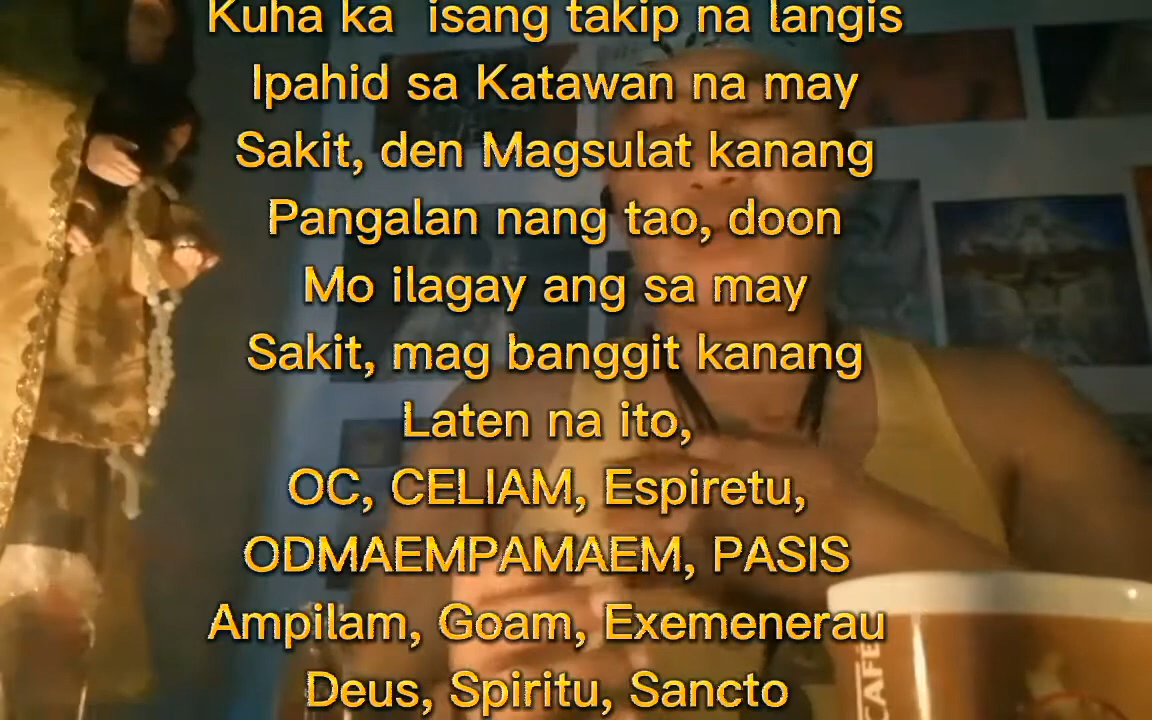 Kuha ka isang takip na langis
Ipahid sa Katawan na may
Sakit, den Magsulat kanang
Pangalan nang tao, doon
Mo ilagay ang sa may
Sakit, mag banggit kanang
Laten na ito,
OC, CELIAM, Espiretu,
ODMAEMPAMAEM, PASIS
Ampilam, Goam, Exemenerau
Deus, Spiritu, Sancto
CAFÉ